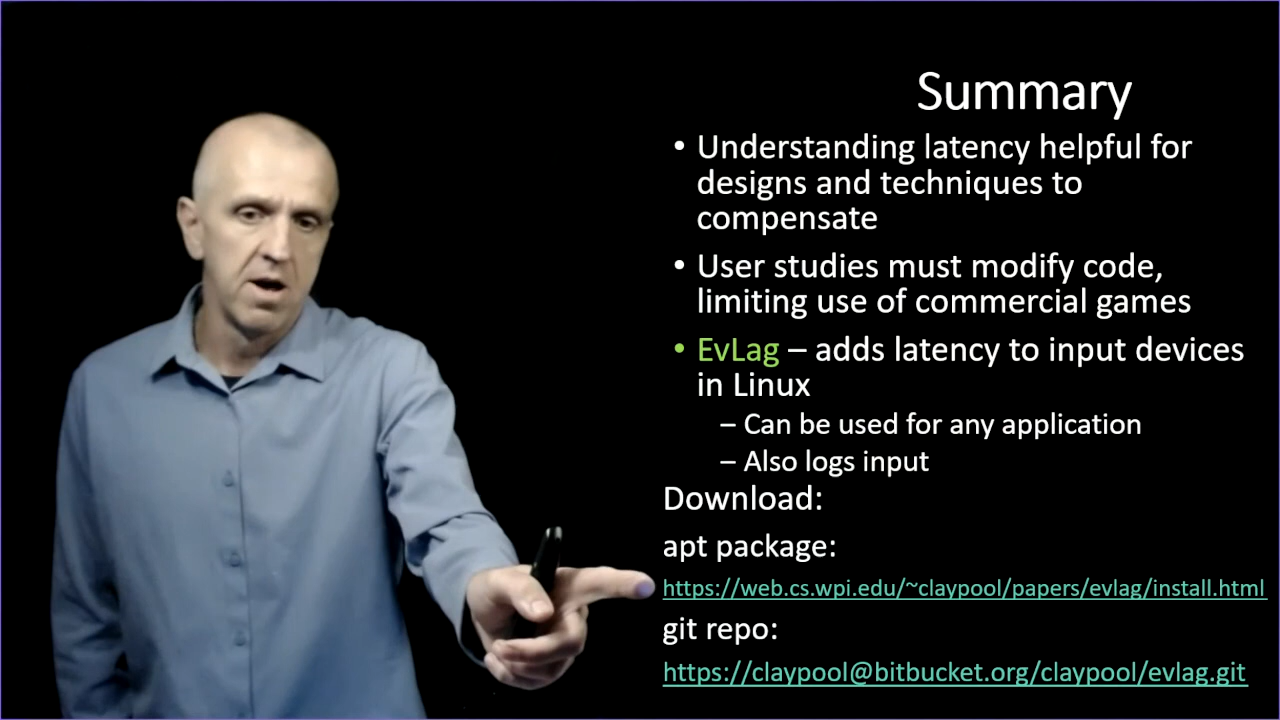 Summary
• Understanding latency helpful for
designs and techniques to
compensate
• User studies must modify code,
limiting use of commercial games
• EvLag – adds latency to input devices
in Linux
– Can be used for any application
– Also logs input
Download:
apt package:
https://web.cs.wpi.edu/~claypool/papers/evlag/install.html
git repo:
https://claypool@bitbucket.org/claypool/evlag.git